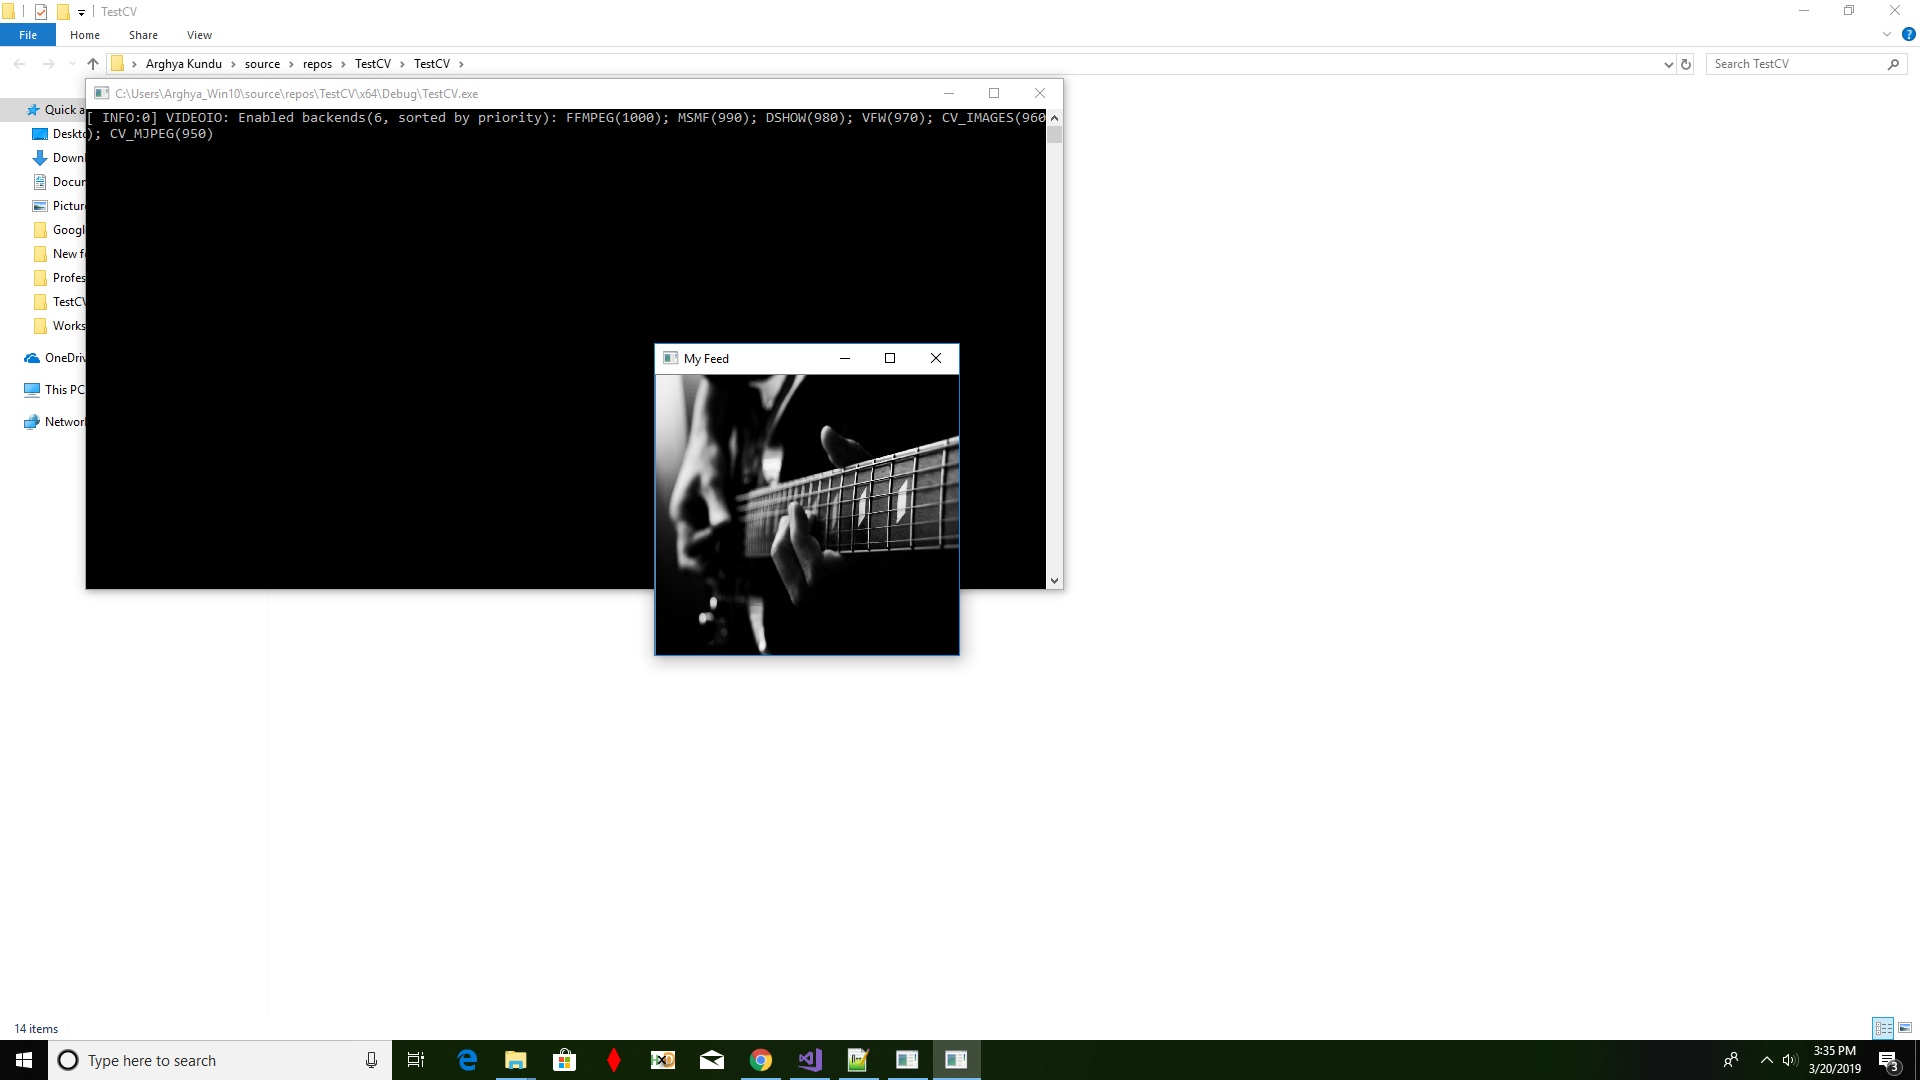 TestCV
File Home Share View
Arghya Kundu source repos TestCV TestCV
Search TestCV
C:\Users\Arghya_Win10\source\repos\TestCV\x64\Debug\TestCV.exe
[ INFO:0] VIDEOIO: Enabled backends(6, sorted by priority): FFMPEG(1000); MSMF(990); DSHOW(980); VFW(970); CV_IMAGES(960
); CV_MJPEG(950)
Quick a
Deskto
Downl
Docur
Picture
Googl
New fo
Profes
TestCV
Works
OneDriv
This PC
Networ
My Feed
14 items
Type here to search
3:35 PM
3/20/2019
3